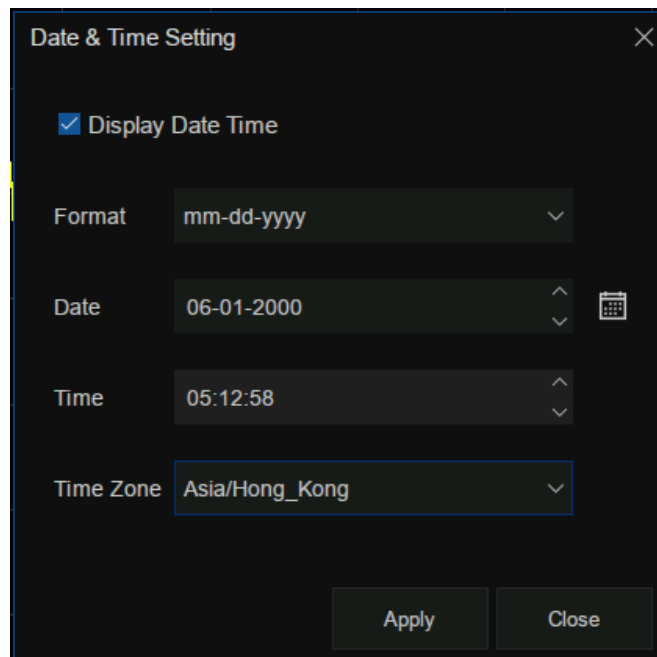 Date & Time Setting
Display Date Time
Format mm-dd-yyyy
Date 06-01-2000
Time 05:12:58
Time Zone Asia/Hong_Kong
Apply Close